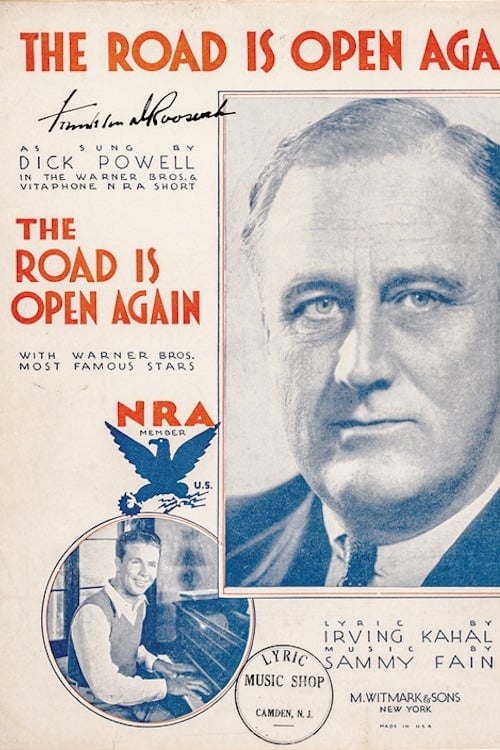 THE ROAD IS OPEN AGA
Franklin D Roosevelt
AS SUNG BY
DICK POWELL
IN THE WARNER BROS. &
VITAPHONE N R A SHORT
THE
ROAD IS
OPEN AGAIN
WITH WARNER BROS.
MOST FAMOUS STARS
NRA
MEMBER
U.S.
LYRIC BY
IRVING KAHAL
MUSIC BY
SAMMY FAIN
LYRIC
MUSIC SHOP
CAMDEN, N. J.
M. WITMARK & SONS
NEW YORK
MADE IN U S A